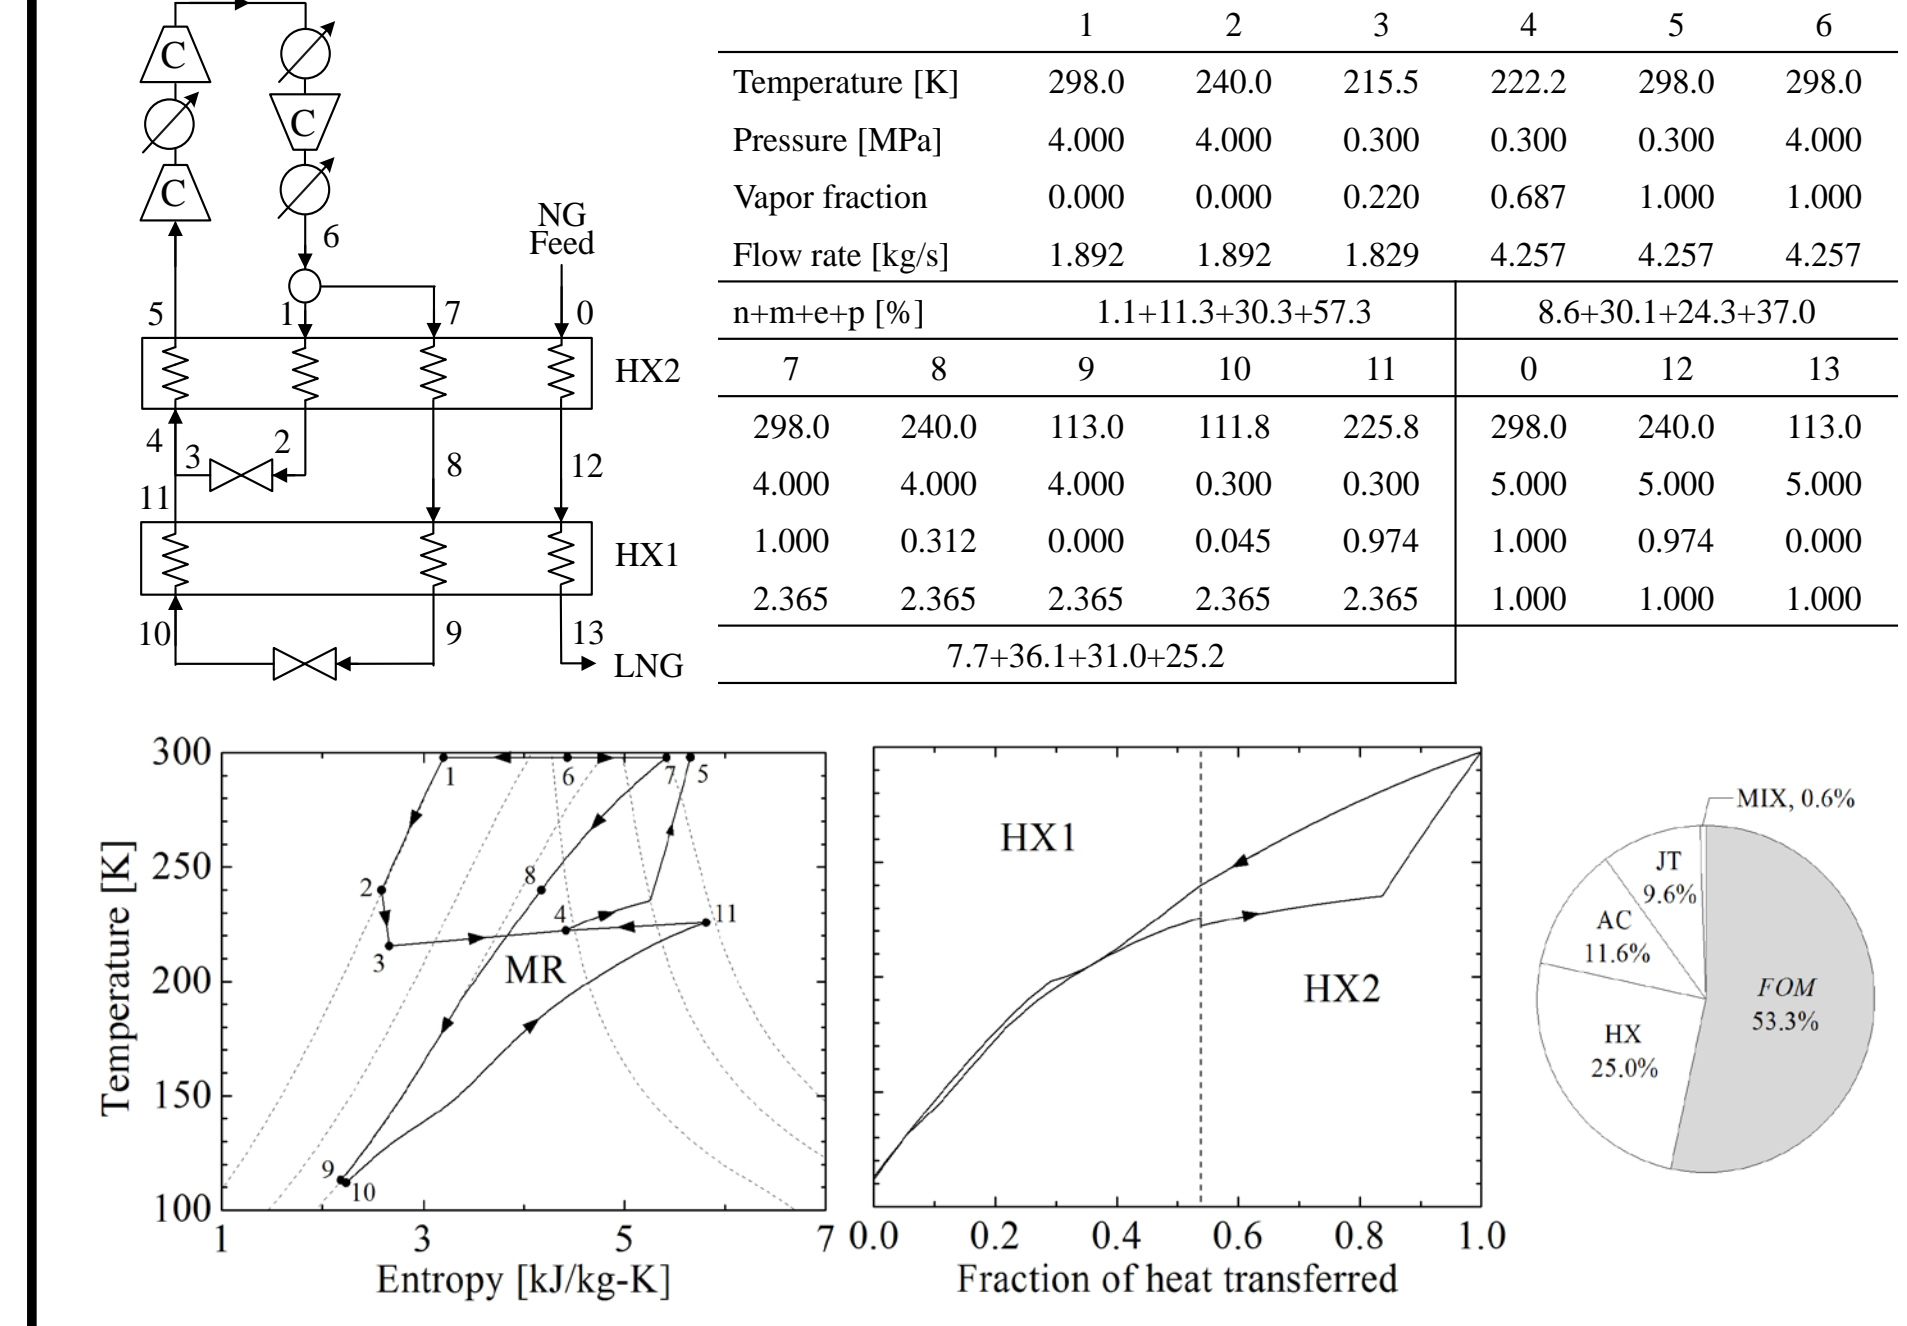 C
C
C
6
NG
Feed
5
1
7
0
HX2
4
3
2
8
12
11
HX1
10
9
13
LNG
1 2 3 4 5 6
Temperature [K] 298.0 240.0 215.5 222.2 298.0 298.0
Pressure [MPa] 4.000 4.000 0.300 0.300 0.300 4.000
Vapor fraction 0.000 0.000 0.220 0.687 1.000 1.000
Flow rate [kg/s] 1.892 1.892 1.829 4.257 4.257 4.257
n+m+e+p [%] 1.1+11.3+30.3+57.3 8.6+30.1+24.3+37.0
7 8 9 10 11 0 12 13
298.0 240.0 113.0 111.8 225.8 298.0 240.0 113.0
4.000 4.000 4.000 0.300 0.300 5.000 5.000 5.000
1.000 0.312 0.000 0.045 0.974 1.000 0.974 0.000
2.365 2.365 2.365 2.365 2.365 1.000 1.000 1.000
7.7+36.1+31.0+25.2
300
250
200
150
100
Temperature [K]
1
6
7
5
2
8
4
11
3
MR
9
10
1 3 5 7
Entropy [kJ/kg-K]
HX1
HX2
0.0 0.2 0.4 0.6 0.8 1.0
Fraction of heat transferred
MIX, 0.6%
JT
9.6%
AC
11.6%
HX
25.0%
FOM
53.3%